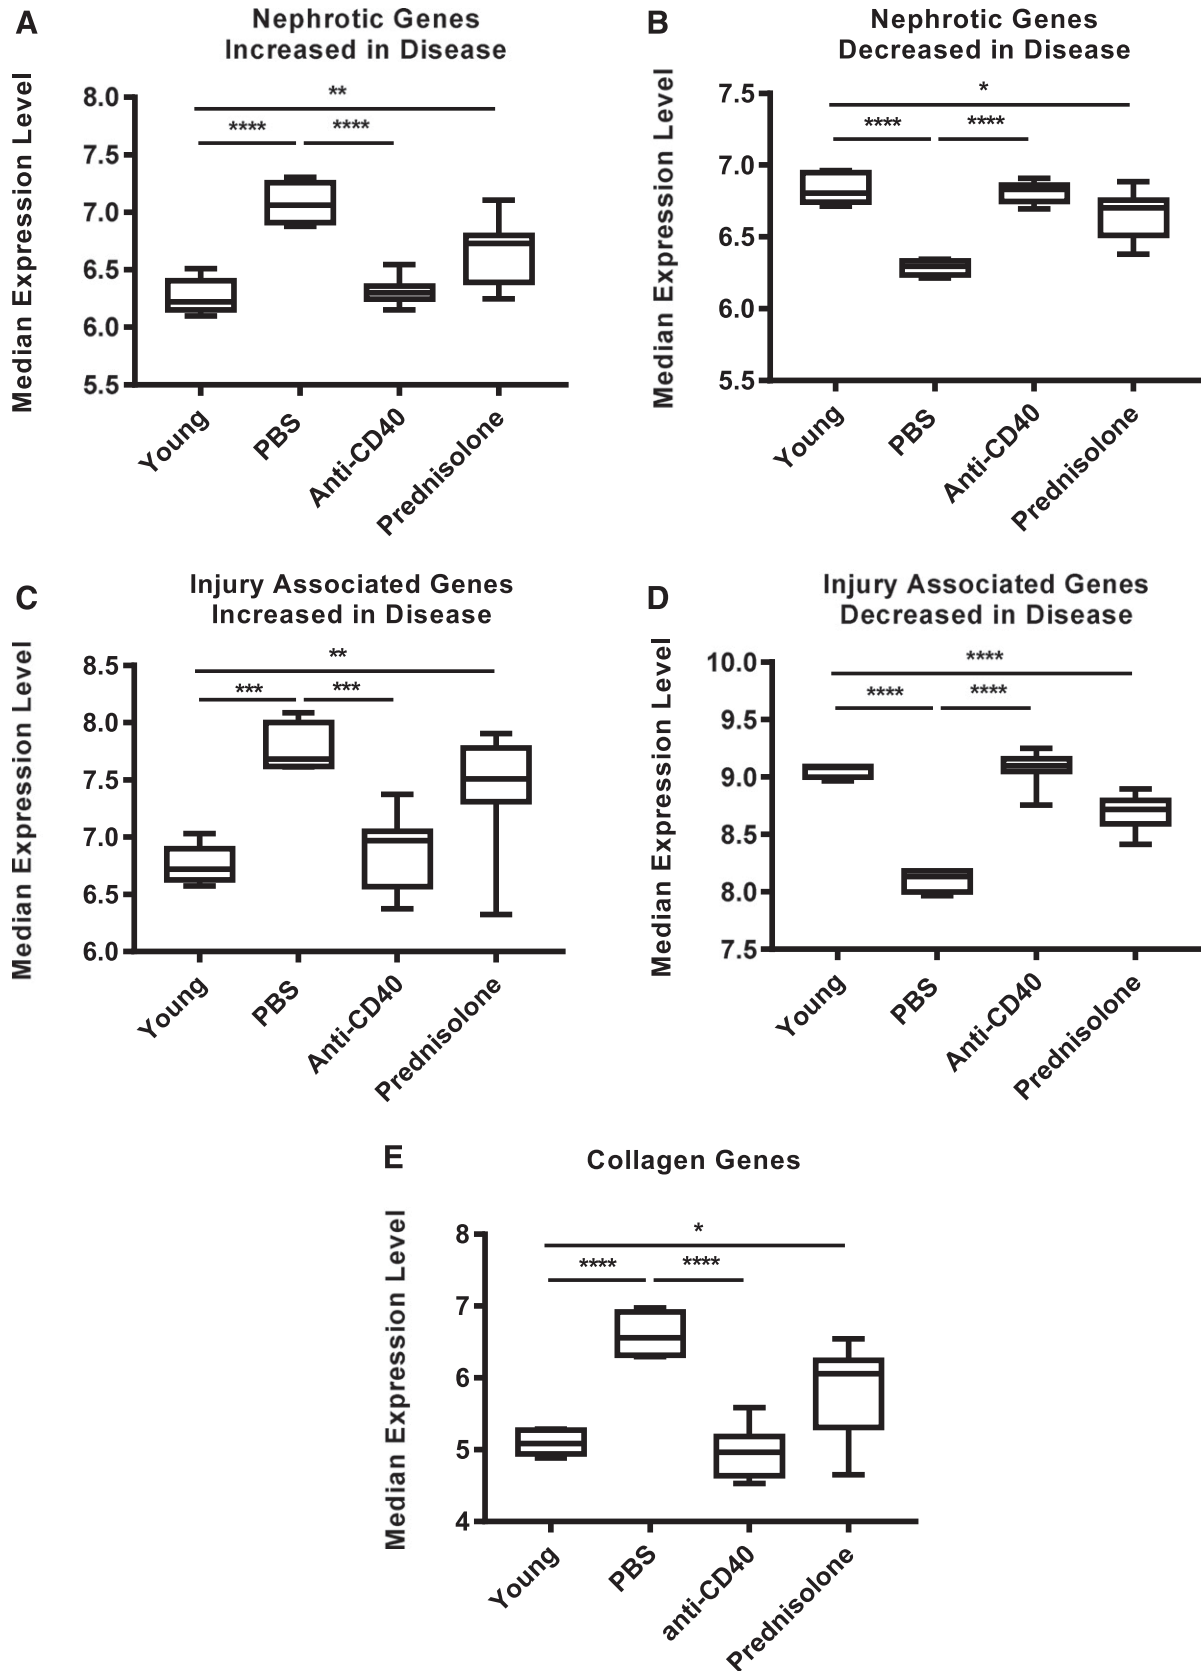 A
Nephrotic Genes
Increased in Disease
Median Expression Level
8.0
7.5
7.0
6.5
6.0
5.5
**
****
****
Young
PBS
Anti-CD40
Prednisolone
B
Nephrotic Genes
Decreased in Disease
Median Expression Level
7.5
7.0
6.5
6.0
5.5
*
****
****
Young
PBS
Anti-CD40
Prednisolone
C
Injury Associated Genes
Increased in Disease
Median Expression Level
8.5
8.0
7.5
7.0
6.5
6.0
**
***
***
Young
PBS
Anti-CD40
Prednisolone
D
Injury Associated Genes
Decreased in Disease
Median Expression Level
10.0
9.5
9.0
8.5
8.0
7.5
****
****
****
Young
PBS
Anti-CD40
Prednisolone
E
Collagen Genes
Median Expression Level
8
7
6
5
4
*
****
****
Young
PBS
anti-CD40
Prednisolone